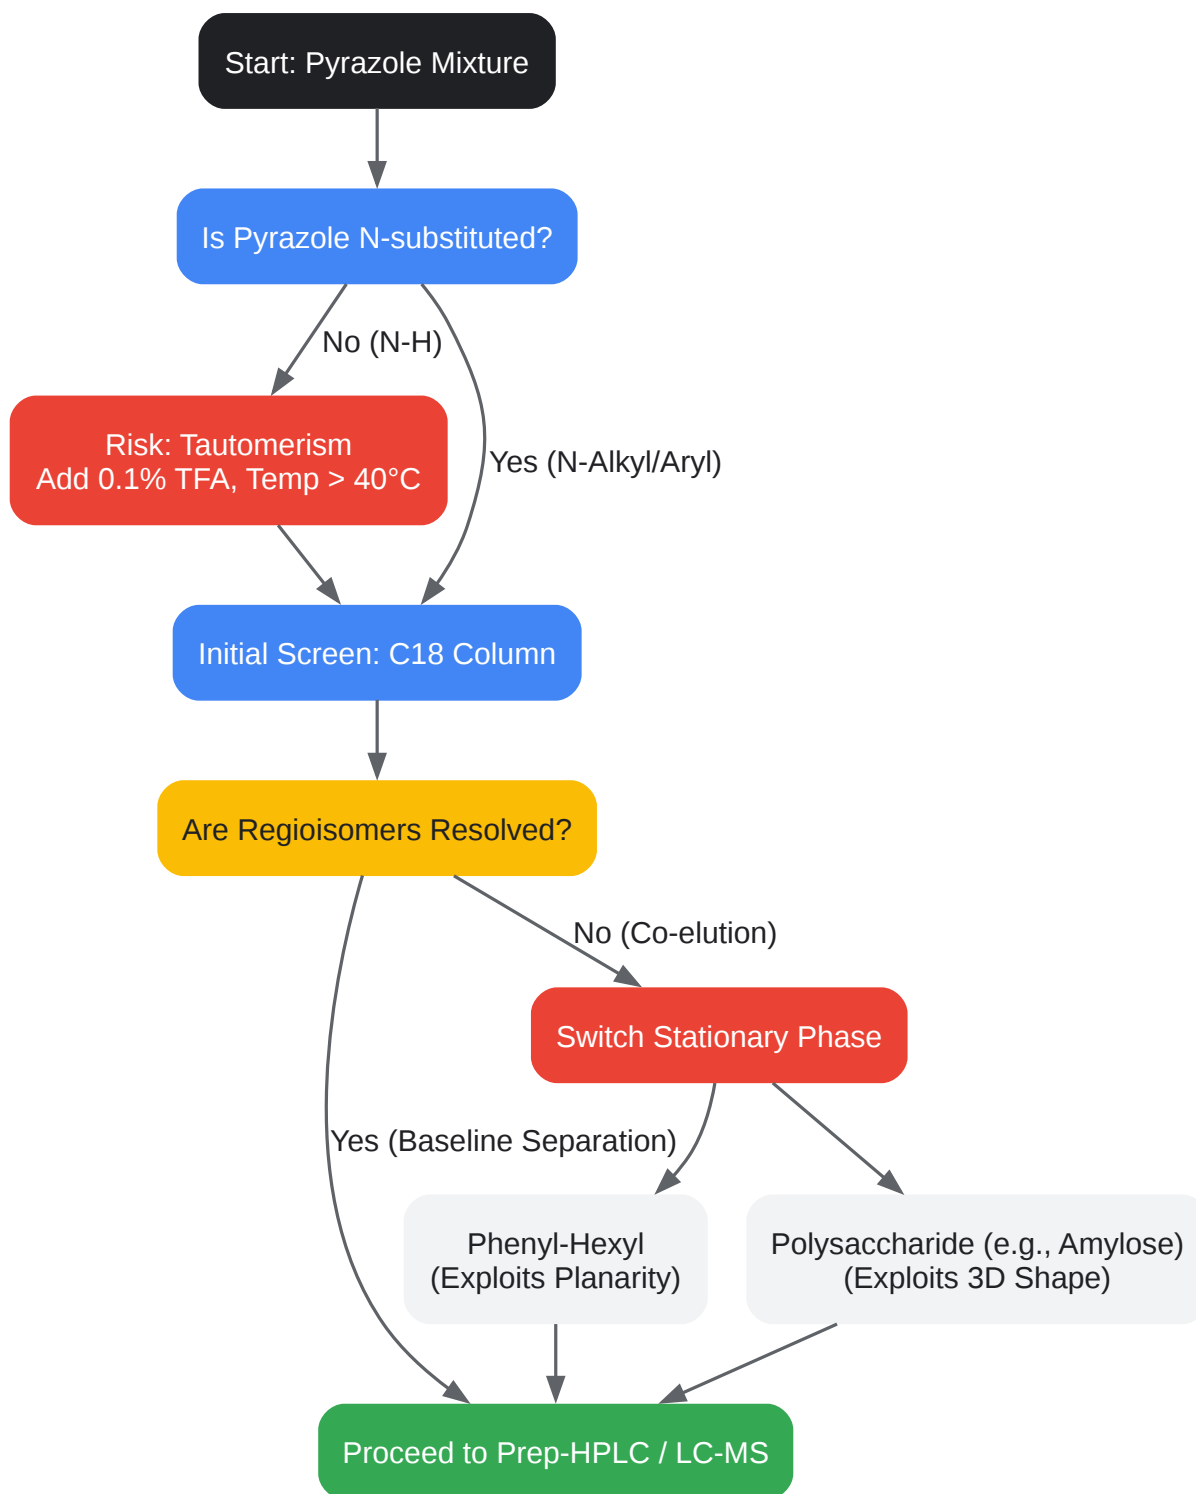 Start: Pyrazole Mixture
Is Pyrazole N-substituted?
No (N-H)
Risk: Tautomerism
Add 0.1% TFA, Temp > 40°C
Yes (N-Alkyl/Aryl)
Initial Screen: C18 Column
Are Regioisomers Resolved?
No (Co-elution)
Switch Stationary Phase
Yes (Baseline Separation)
Phenyl-Hexyl
(Exploits Planarity)
Polysaccharide (e.g., Amylose)
(Exploits 3D Shape)
Proceed to Prep-HPLC / LC-MS